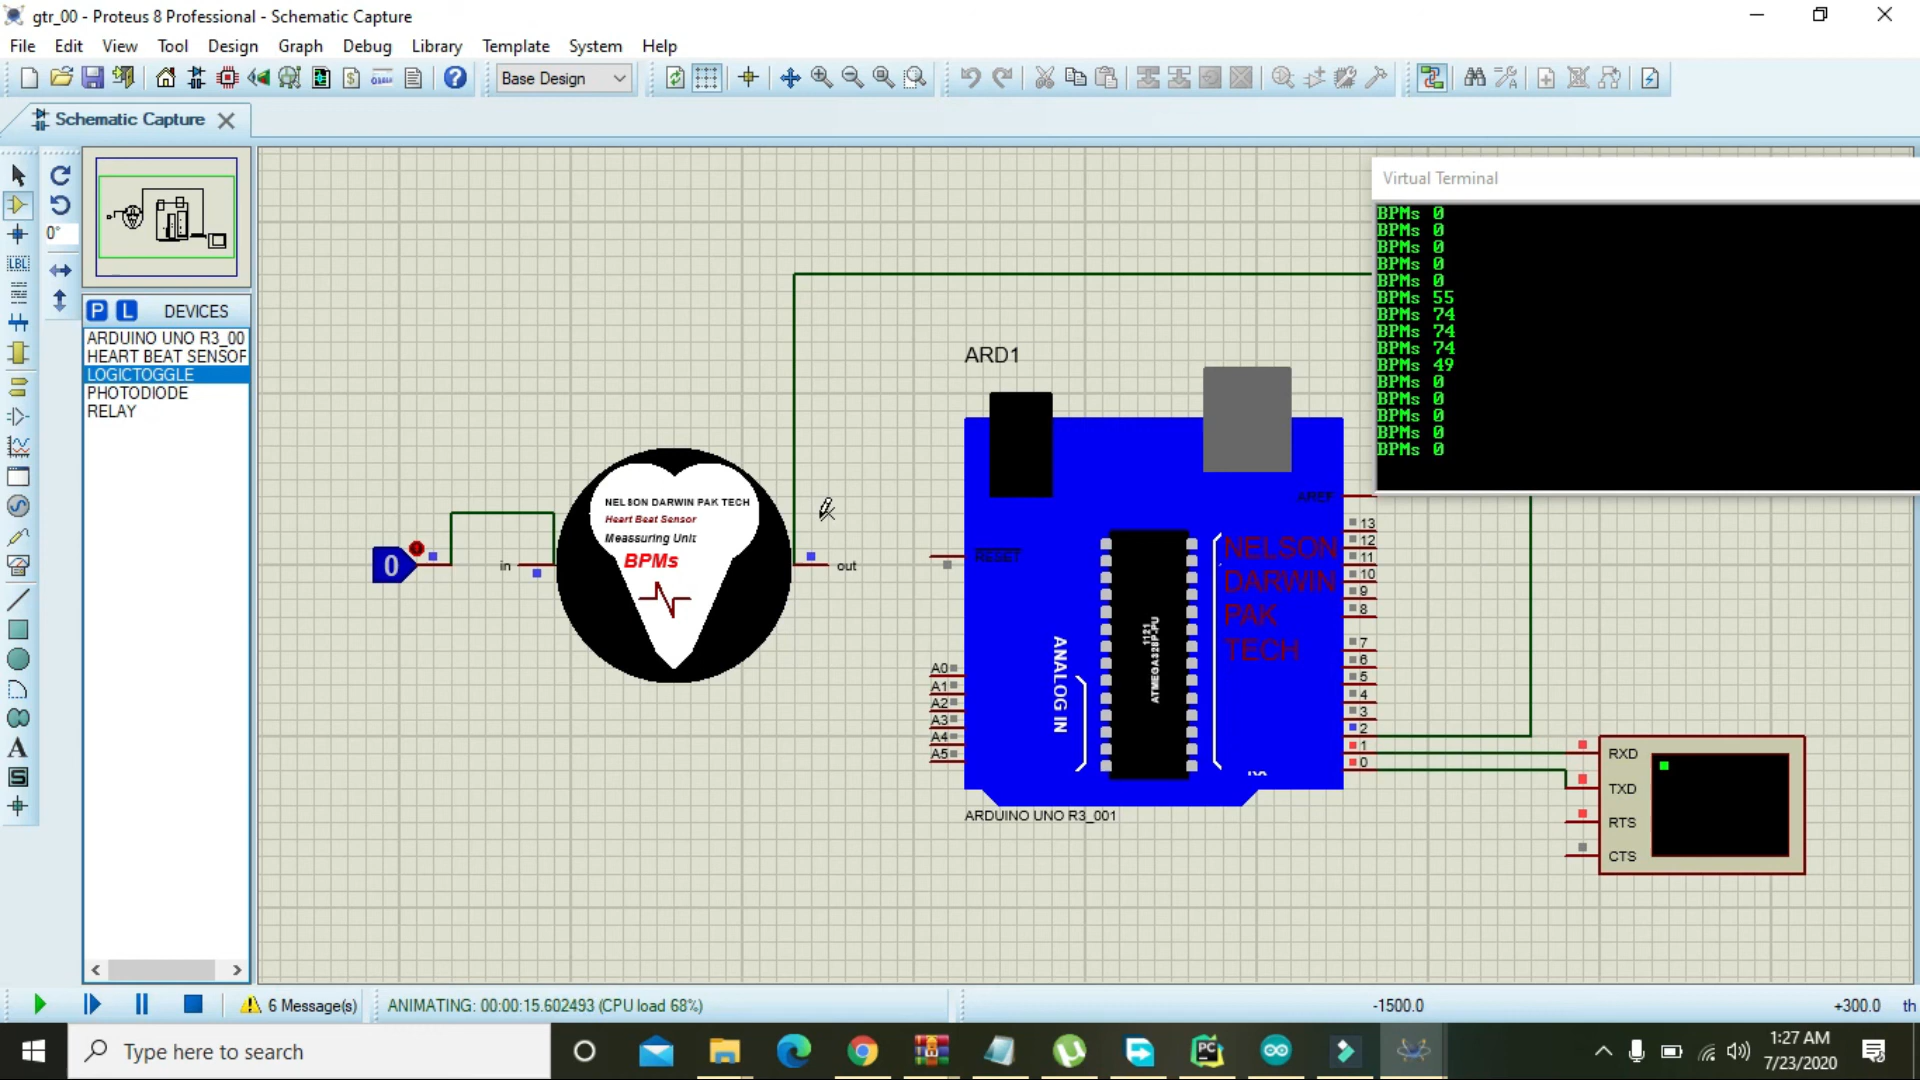 gtr_00 - Proteus 8 Professional - Schematic Capture
File Edit View Tool Design Graph Debug Library Template System Help
Base Design
Schematic Capture
0°
LBL
P L DEVICES
ARDUINO UNO R3_00
HEART BEAT SENSOF
LOGICTOGGLE
PHOTODIODE
RELAY
A
S
Virtual Terminal
BPMs 0
BPMs 0
BPMs 0
BPMs 0
BPMs 0
BPMs 55
BPMs 74
BPMs 74
BPMs 74
BPMs 49
BPMs 0
BPMs 0
BPMs 0
BPMs 0
BPMs 0
0
in
NELSON DARWIN PAK TECH
Heart Beat Sensor
Meassuring Unit
BPMs
out
ARD1
RESET
AREF
NELSON
DARWIN
PAK
TECH
1121
ATMEGA328P-PU
ANALOG IN
A0
A1
A2
A3
A4
A5
13
12
11
10
9
8
7
6
5
4
3
2
1
0
ARDUINO UNO R3_001
RXD
TXD
RTS
CTS
6 Message(s)
ANIMATING: 00:00:15.602493 (CPU load 68%)
-1500.0
+300.0
th
Type here to search
PC
1:27 AM
7/23/2020